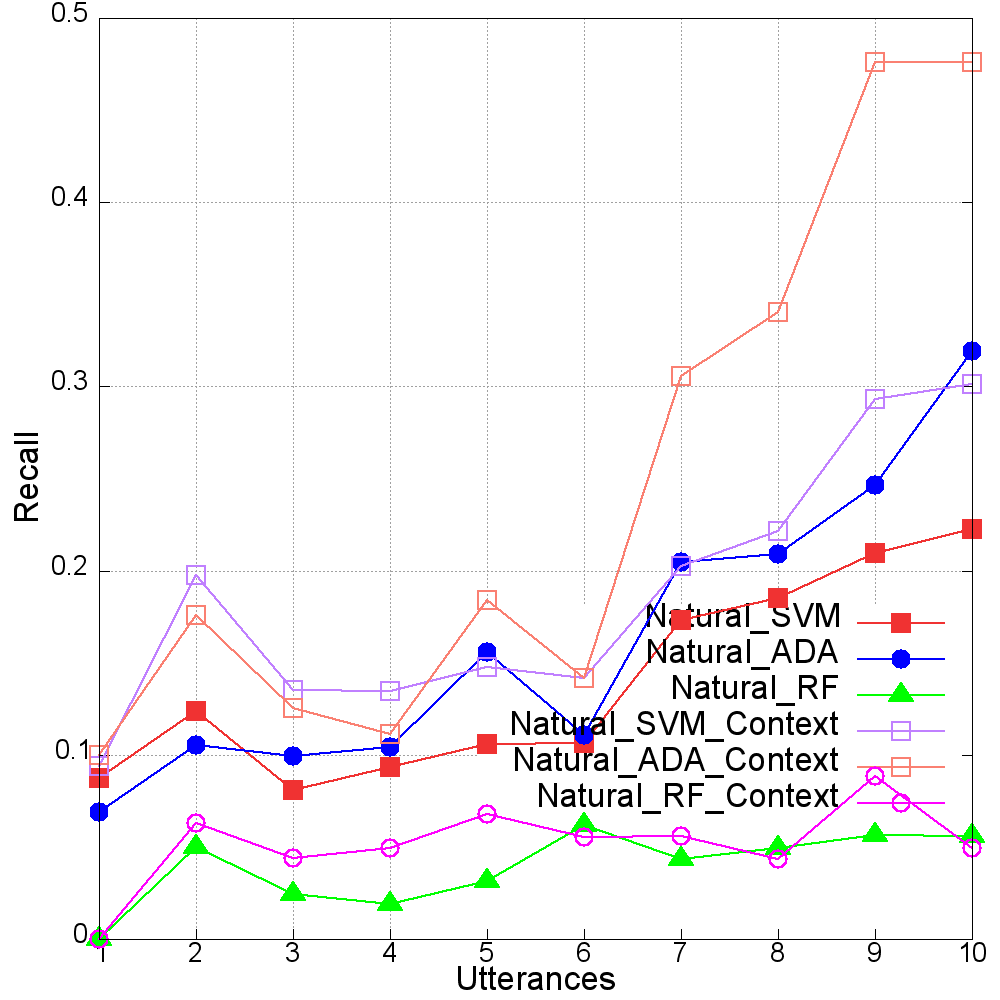 0.5
0.4
0.3
0.2
0.1
0
Recall
Natural_SVM
Natural_ADA
Natural_RF
Natural_SVM_Context
Natural_ADA_Context
Natural_RF_Context
1 2 3 4 5 6 7 8 9 10
Utterances